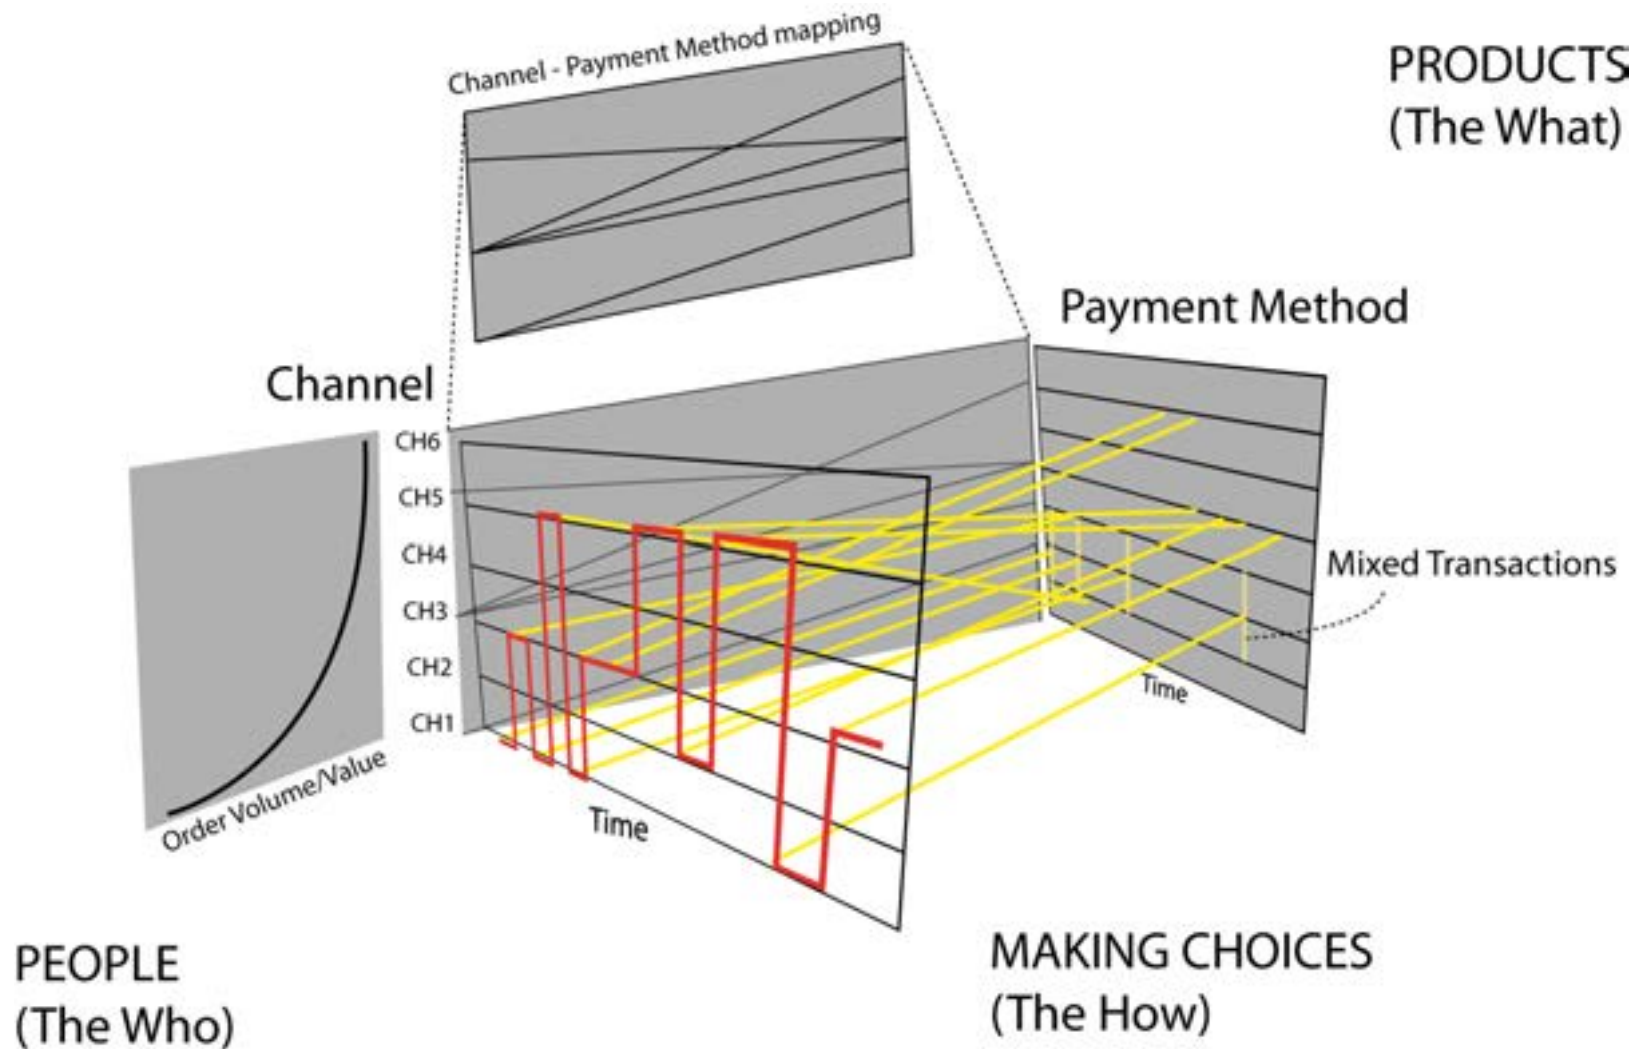 Channel - Payment Method mapping
PRODUCTS
(The What)
Payment Method
Channel
CH6
CH5
CH4
CH3
CH2
CH1
Mixed Transactions
Time
Order Volume/Value
Time
PEOPLE
(The Who)
MAKING CHOICES
(The How)